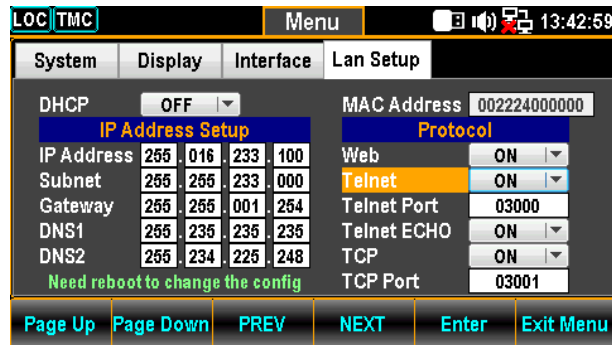 LOC TMC Menu 13:42:59
System Display Interface Lan Setup
DHCP OFF MAC Address 002224000000
IP Address Setup Protocol
IP Address 255 . 016 . 233 . 100 Web ON
Subnet 255 . 255 . 233 . 000 Telnet ON
Gateway 255 . 255 . 001 . 254 Telnet Port 03000
DNS1 255 . 235 . 235 . 235 Telnet ECHO ON
DNS2 255 . 234 . 225 . 248 TCP ON
Need reboot to change the config TCP Port 03001
Page Up Page Down PREV NEXT Enter Exit Menu